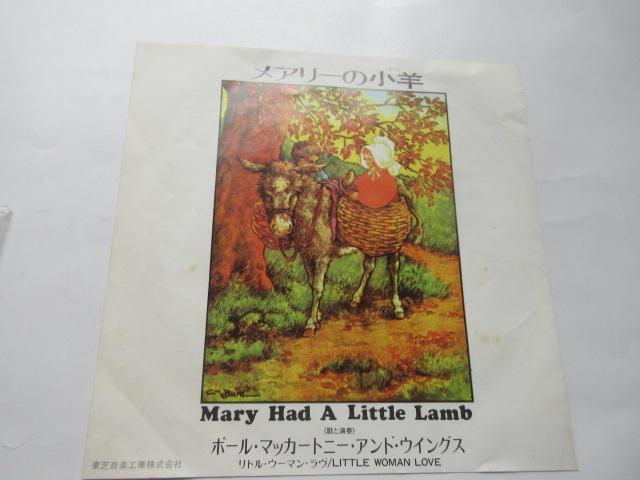 メアリーの小羊
Mary Had A Little Lamb
(歌と演奏)
ポール・マッカートニー・アンド・ウイングス
リトル・ウーマン・ラヴ/LITTLE WOMAN LOVE
東芝音楽工業株式会社